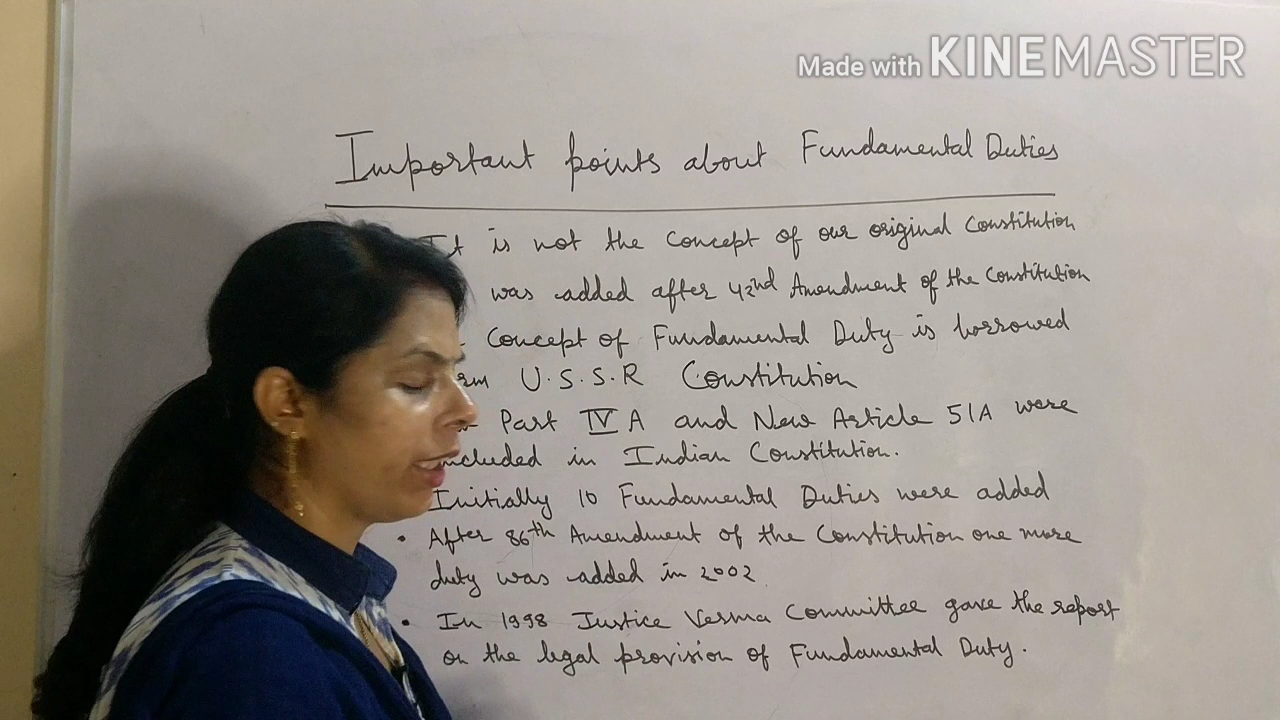 Made with KINEMASTER
Important points about Fundamental Duties
It is not the concept of our original Constitution
was added after 42nd Amendment of the Constitution
Concept of Fundamental Duty is borrowed
U.S.S.R Constitution
Part IV A and New Article 51A were
included in Indian Constitution.
Initially 10 Fundamental Duties were added
• After 86th Amendment of the Constitution one more
duty was added in 2002
• In 1998 Justice Verma Committee gave the report
on the legal provision of Fundamental Duty.